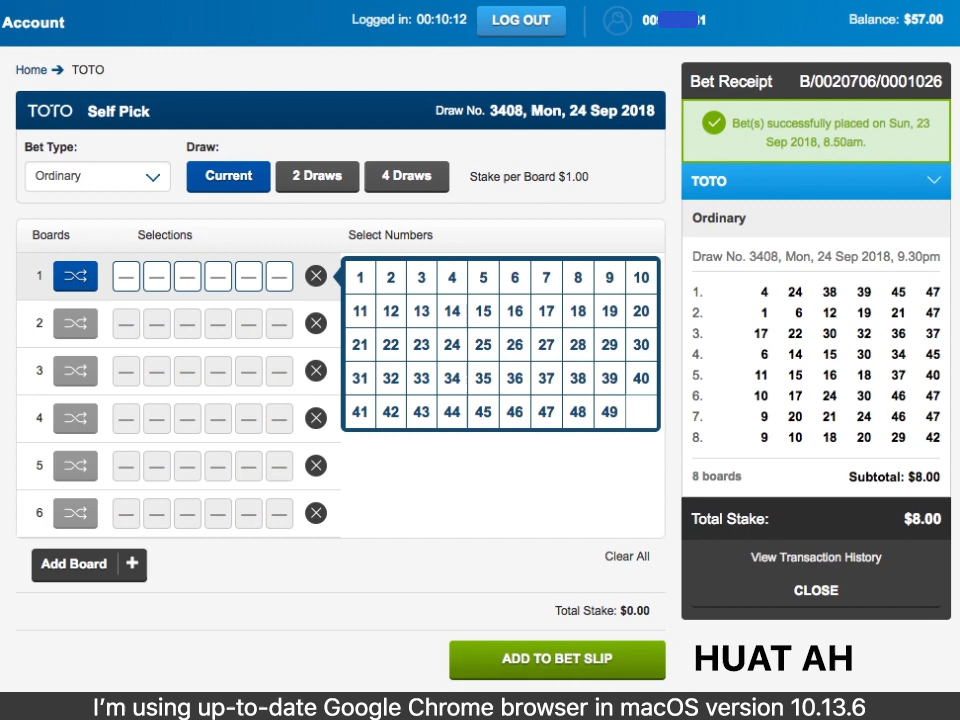 Account
Logged in: 00:10:12
LOG OUT
Balance: $57.00
Home → TOTO
TOTO Self Pick
Draw No. 3408, Mon, 24 Sep 2018
Bet Type:
Draw:
Ordinary
Current
2 Draws
4 Draws
Stake per Board $1.00
Boards
Selections
Select Numbers
1
2
3
4
5
6
1 2 3 4 5 6 7 8 9 10
11 12 13 14 15 16 17 18 19 20
21 22 23 24 25 26 27 28 29 30
31 32 33 34 35 36 37 38 39 40
41 42 43 44 45 46 47 48 49
Add Board +
Clear All
Total Stake: $0.00
ADD TO BET SLIP
Bet Receipt B/0020706/0001026
Bet(s) successfully placed on Sun, 23
Sep 2018, 8.50am.
TOTO
Ordinary
Draw No. 3408, Mon, 24 Sep 2018, 9.30pm
1. 4 24 38 39 45 47
2. 1 6 12 19 21 47
3. 17 22 30 32 36 37
4. 6 14 15 30 34 45
5. 11 15 16 18 37 40
6. 10 17 24 30 46 47
7. 9 20 21 24 46 47
8. 9 10 18 20 29 42
8 boards
Subtotal: $8.00
Total Stake: $8.00
View Transaction History
CLOSE
HUAT AH
I'm using up-to-date Google Chrome browser in macOS version 10.13.6